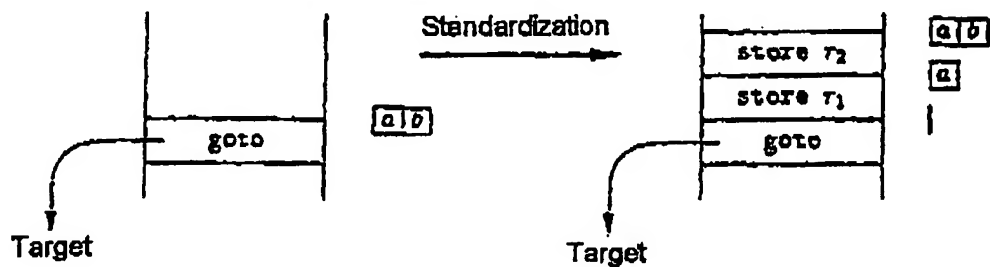 Standardization
a b
store r2
a
store r1
a b
goto
goto
Target
Target